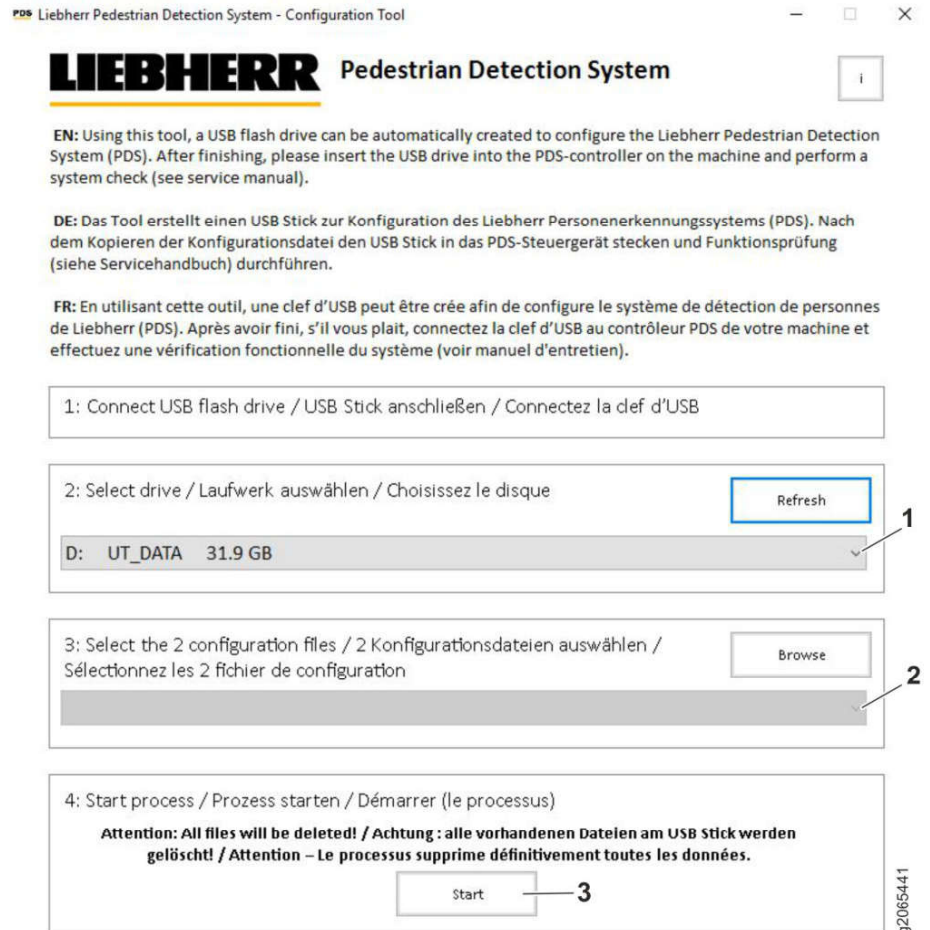 PDS Liebherr Pedestrian Detection System - Configuration Tool
LIEBHERR Pedestrian Detection System
i
EN: Using this tool, a USB flash drive can be automatically created to configure the Liebherr Pedestrian Detection
System (PDS). After finishing, please insert the USB drive into the PDS-controller on the machine and perform a
system check (see service manual).
DE: Das Tool erstellt einen USB Stick zur Konfiguration des Liebherr Personenerkennungssystems (PDS). Nach
dem Kopieren der Konfigurationsdatei den USB Stick in das PDS-Steuergerät stecken und Funktionsprüfung
(siehe Servicehandbuch) durchführen.
FR: En utilisant cette outil, une clef d'USB peut être crée afin de configure le système de détection de personnes
de Liebherr (PDS). Après avoir fini, s'il vous plait, connectez la clef d'USB au contrôleur PDS de votre machine et
effectuez une vérification fonctionnelle du système (voir manuel d'entretien).
1: Connect USB flash drive / USB Stick anschließen / Connectez la clef d'USB
2: Select drive / Laufwerk auswählen / Choisissez le disque
Refresh
1
D: UT_DATA 31.9 GB
3: Select the 2 configuration files / 2 Konfigurationsdateien auswählen /
Sélectionnez les 2 fichier de configuration
Browse
2
4: Start process / Prozess starten / Démarrer (le processus)
Attention: All files will be deleted! / Achtung : alle vorhandenen Dateien am USB Stick werden
gelöscht! / Attention – Le processus supprime définitivement toutes les données.
Start
3